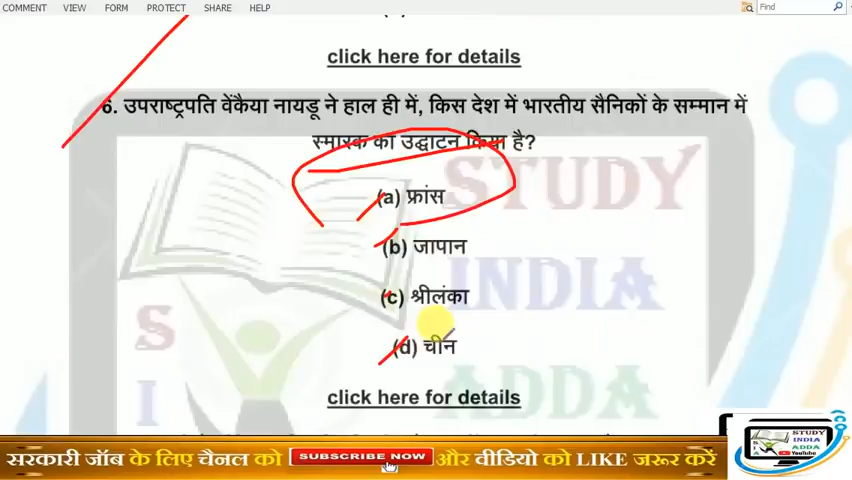 COMMENT VIEW FORM PROTECT SHARE HELP Find
click here for details
6. उपराष्ट्रपति वेंकैया नायडू ने हाल ही में, किस देश में भारतीय सैनिकों के सम्मान में
स्मारक का उद्घाटन किया है?
(a) फ्रांस
(b) जापान
(c) श्रीलंका
(d) चीन
click here for details
STUDY
INDIA
ADDA
S
I
सरकारी जॉब के लिए चैनल को SUBSCRIBE NOW और वीडियो को LIKE जरूर करें
STUDY
INDIA
ADDA
YouTube